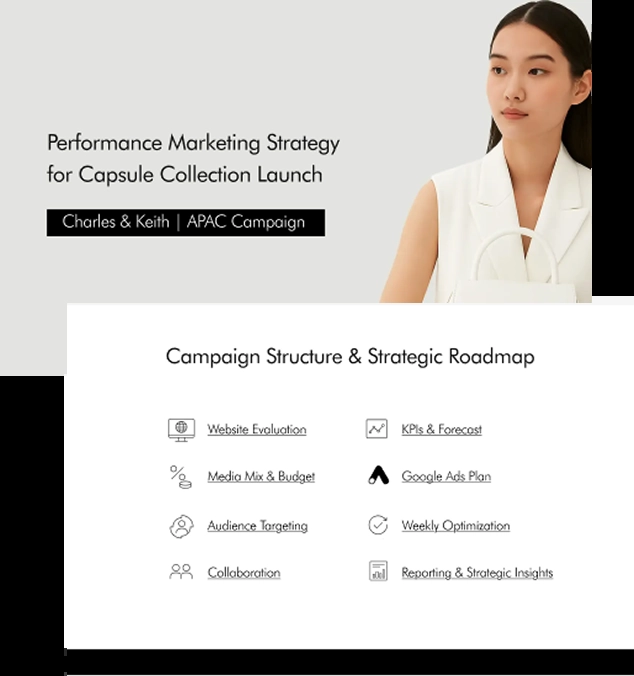 Performance Marketing Strategy
for Capsule Collection Launch
Charles & Keith | APAC Campaign
Campaign Structure & Strategic Roadmap
Website Evaluation
KPIs & Forecast
Media Mix & Budget
Google Ads Plan
Audience Targeting
Weekly Optimization
Collaboration
Reporting & Strategic Insights